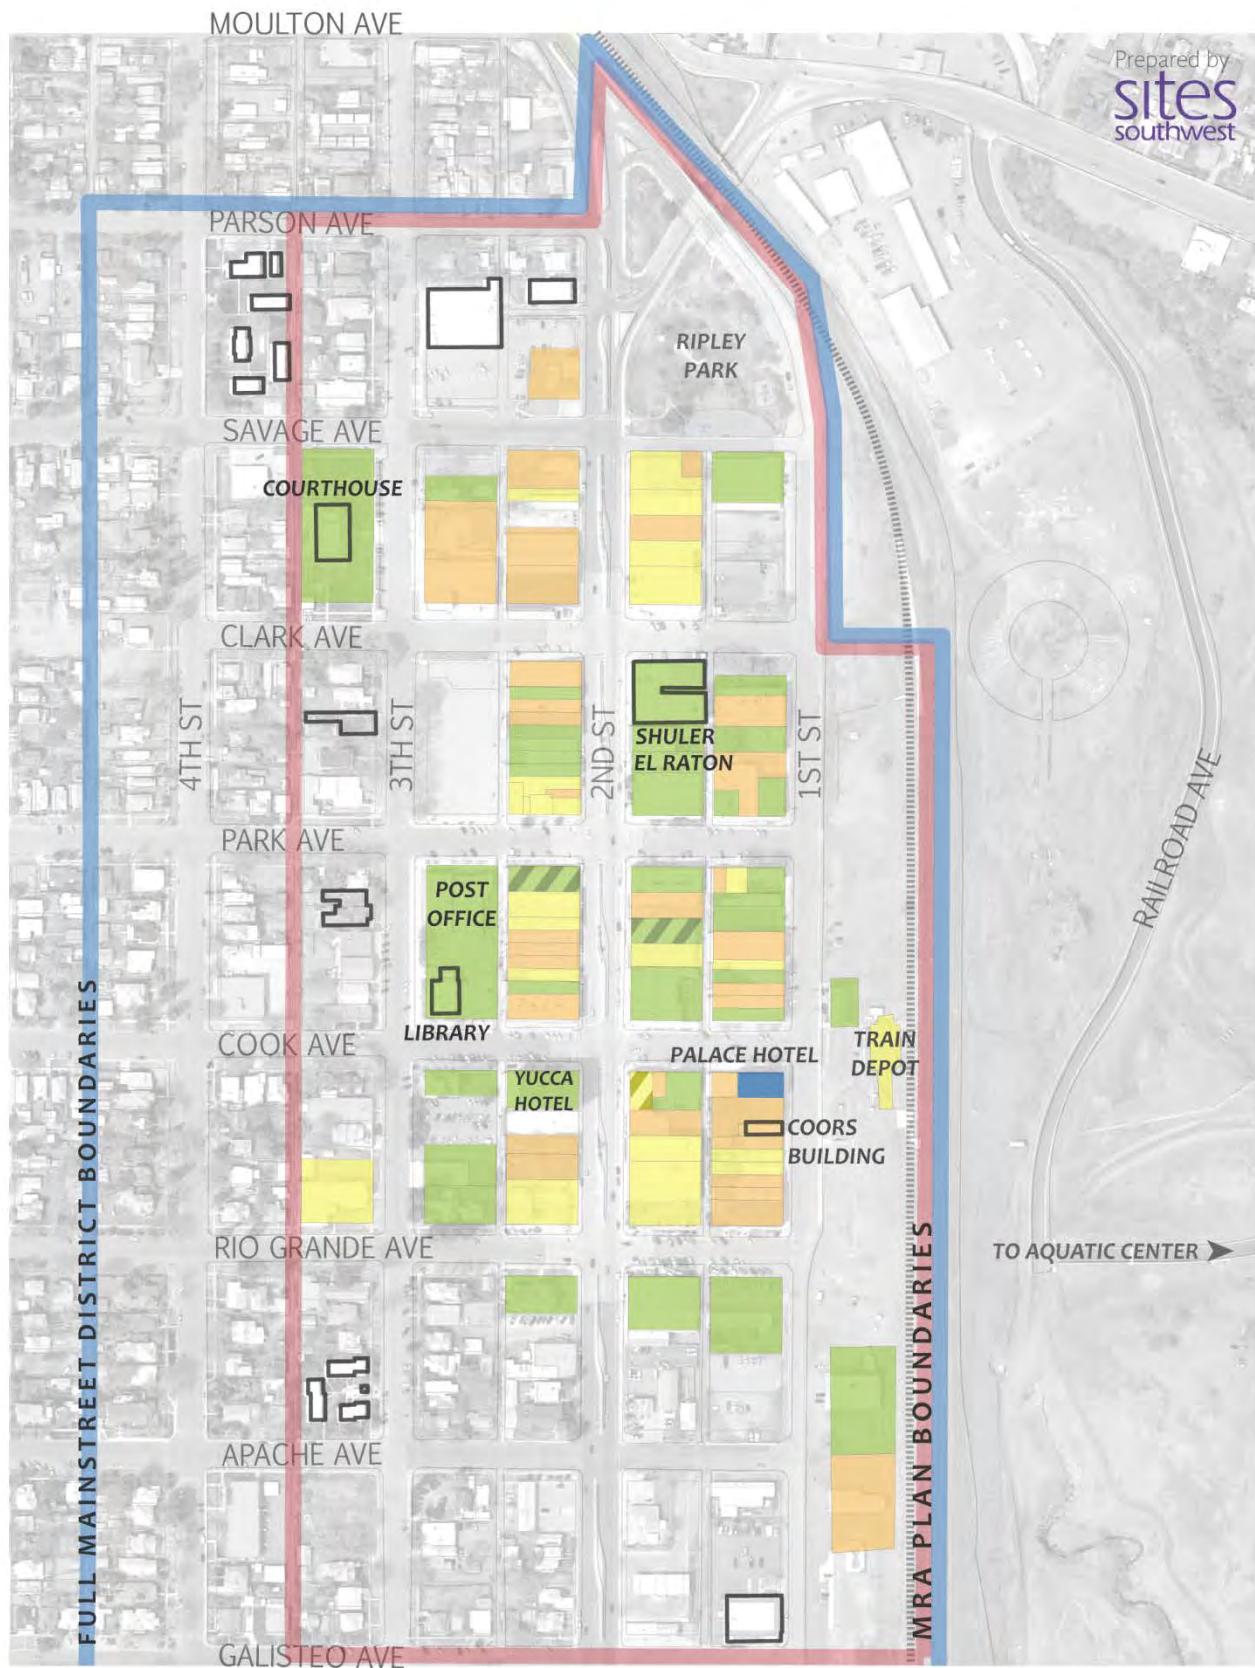 MOULTON AVE
Prepared by
sites
southwest
PARSON AVE
RIPLEY
PARK
SAVAGE AVE
COURTHOUSE
CLARK AVE
4TH ST
3TH ST
2ND ST
SHULER
EL RATON
1ST ST
RAILROAD AVE
PARK AVE
POST
OFFICE
LIBRARY
COOK AVE
PALACE HOTEL
TRAIN
DEPOT
YUCCA
HOTEL
COORS
BUILDING
RIO GRANDE AVE
TO AQUATIC CENTER
FULL MAINSTREET DISTRICT BOUNDARIES
MRA PLAN BOUNDARIES
APACHE AVE
GALISTEO AVE